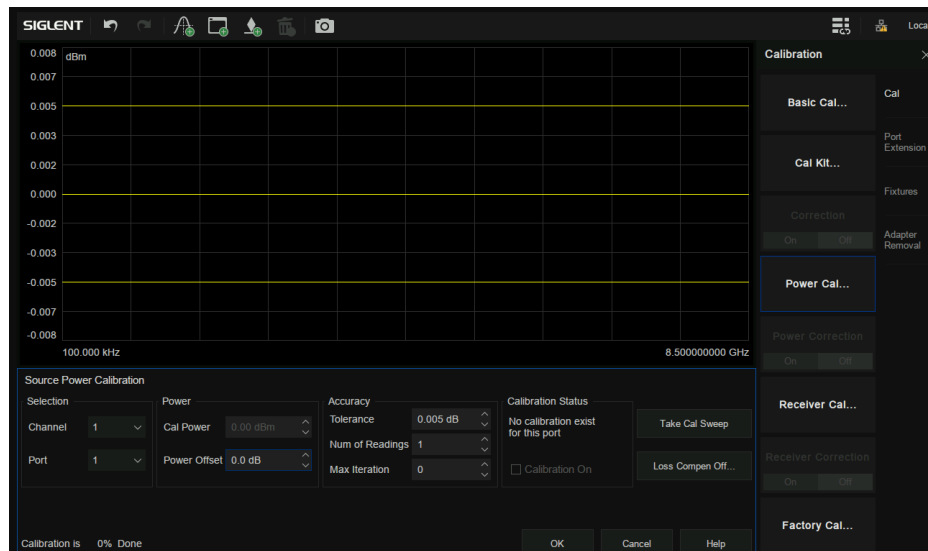 SIGLENT
Loca
0.008 dBm
0.007
0.005
0.003
0.002
0.000
-0.002
-0.003
-0.005
-0.007
-0.008
100.000 kHz 8.500000000 GHz
Calibration
Basic Cal...
Cal Kit...
Correction
On Off
Power Cal...
Power Correction
On Off
Receiver Cal...
Receiver Correction
On Off
Factory Cal...
Cal
Port
Extension
Fixtures
Adapter
Removal
Source Power Calibration
Selection
Channel 1
Port 1
Power
Cal Power 0.00 dBm
Power Offset 0.0 dB
Accuracy
Tolerance 0.005 dB
Num of Readings 1
Max Iteration 0
Calibration Status
No calibration exist
for this port
Calibration On
Take Cal Sweep
Loss Compen Off...
Calibration is 0% Done
OK Cancel Help